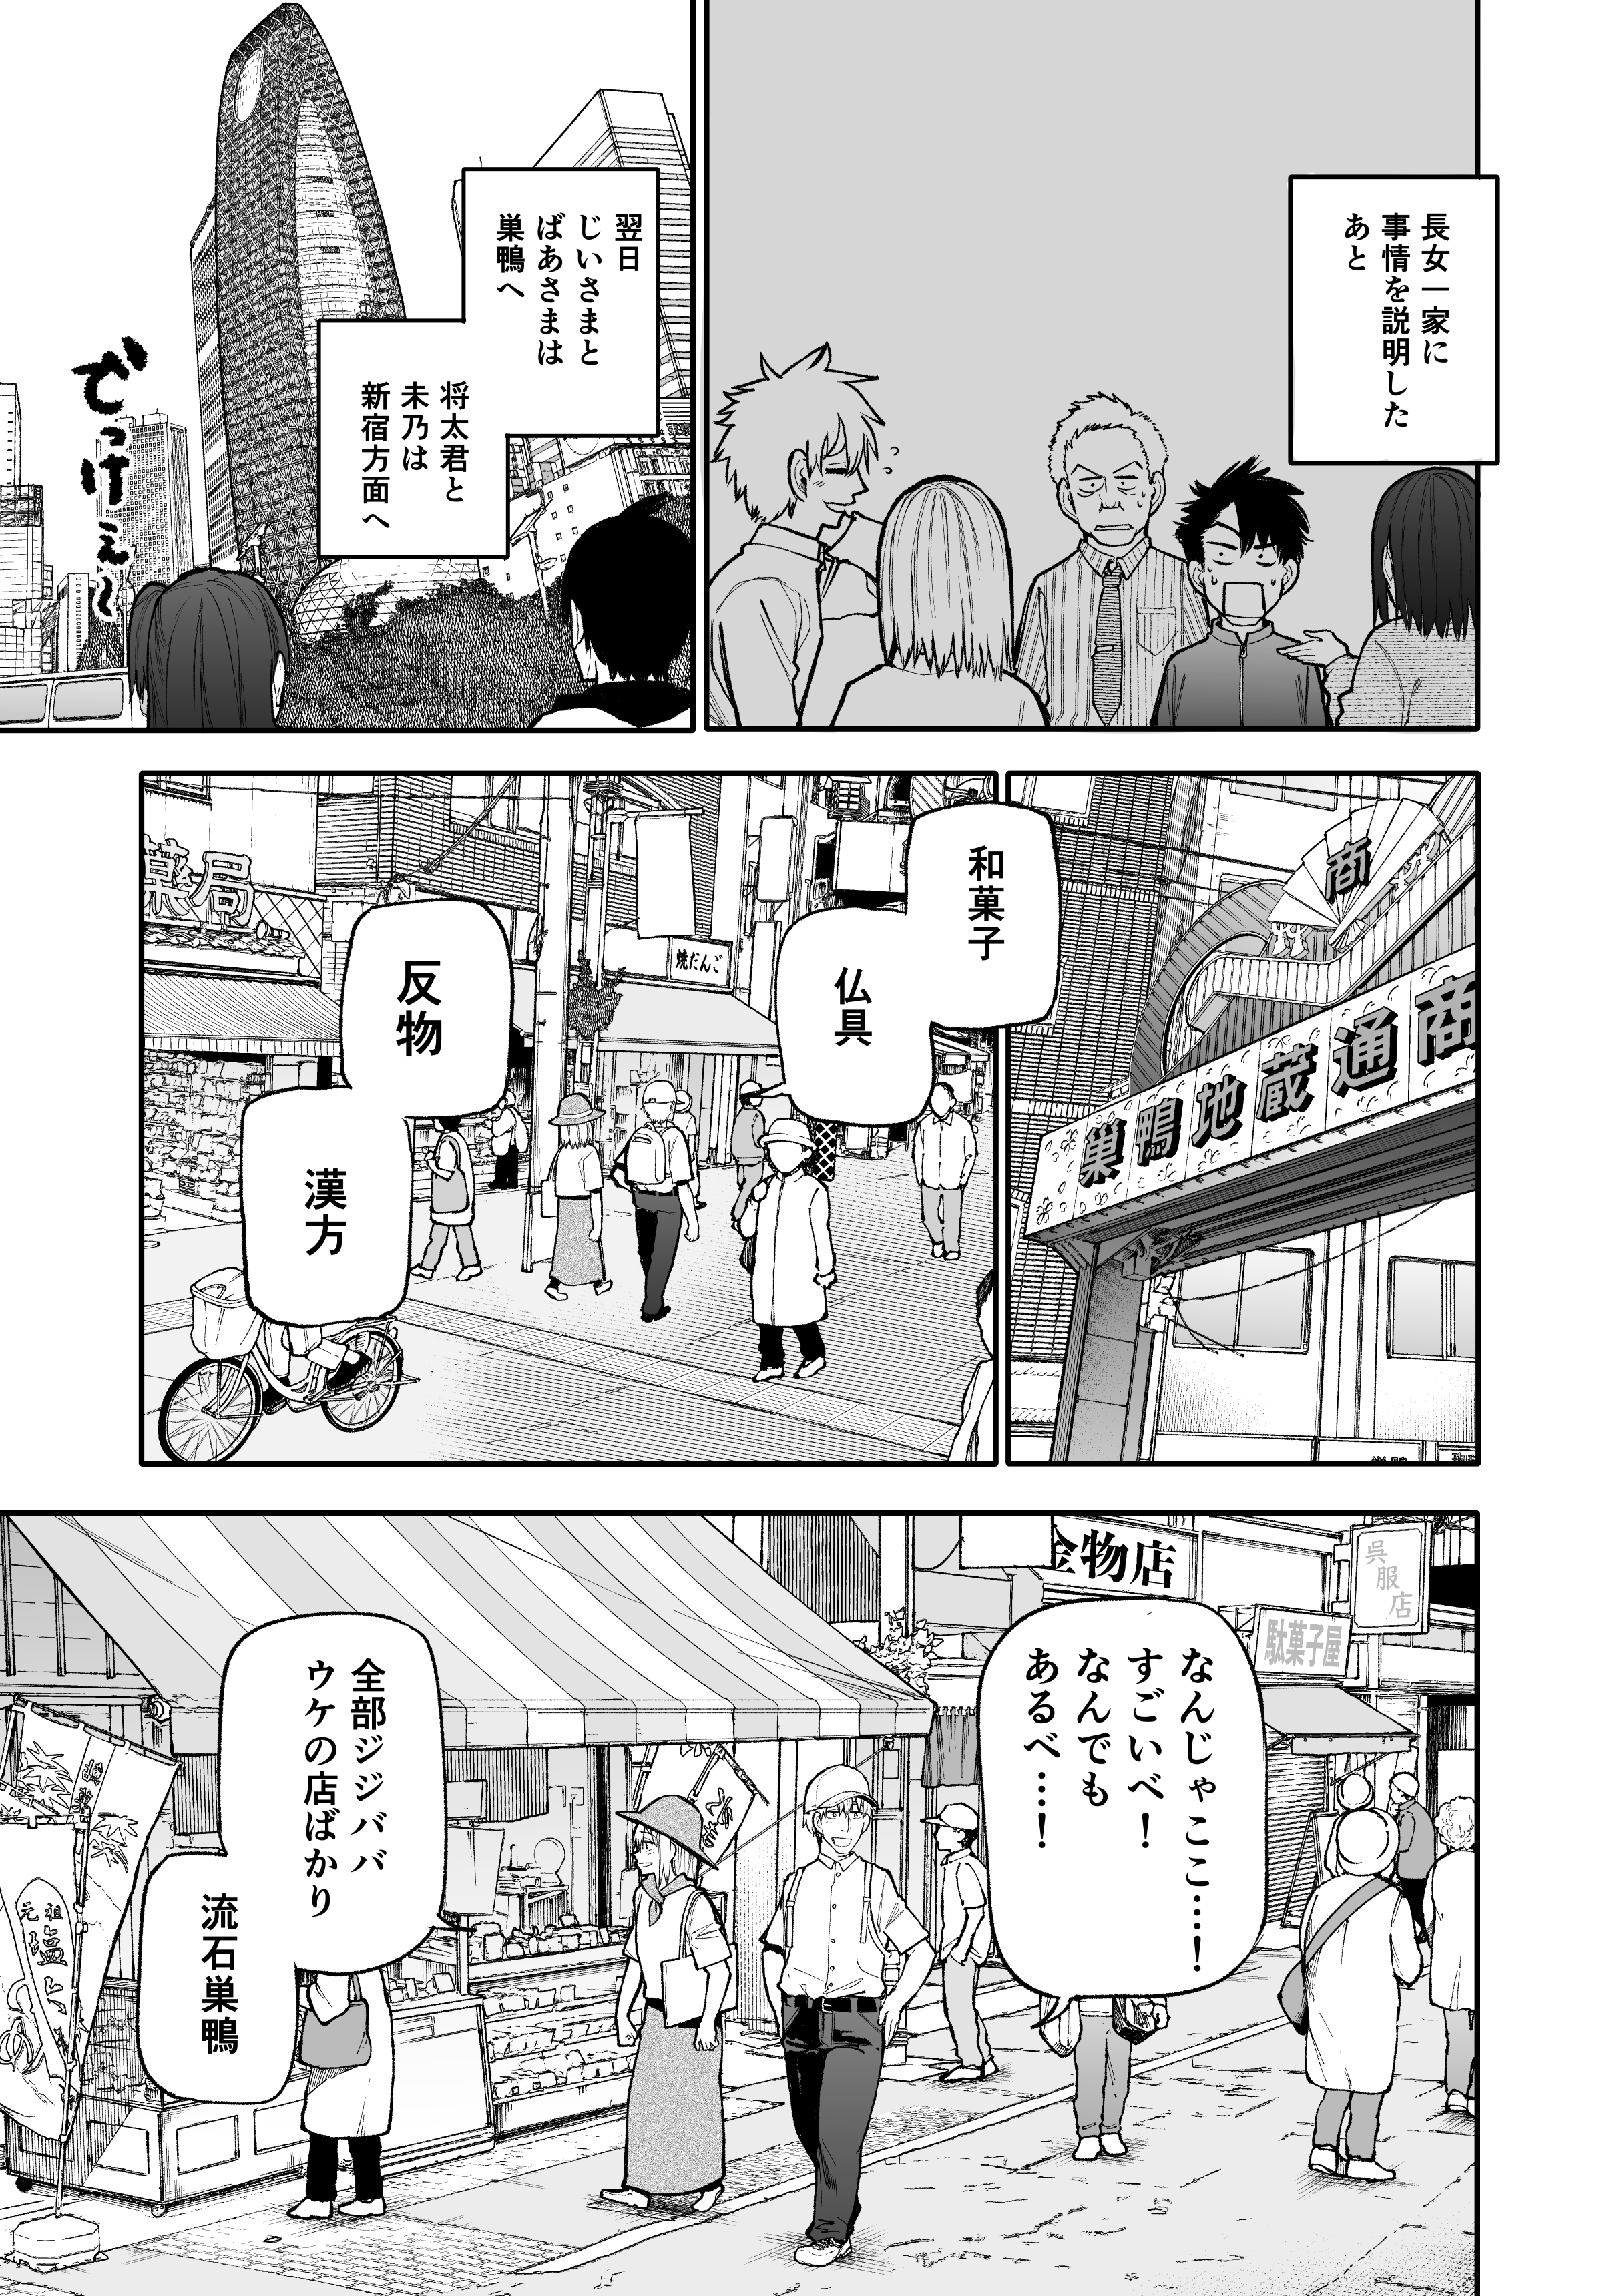 長女一家に
事情を説明した
あと
翌日
じいさまと
ばあさまは
巣鴨へ
将太君と
未乃は
新宿方面へ
でっけぇ~
商
巣鴨地蔵通商
和菓子
仏具
焼だんご
反物
漢方
薬局
呉服店
駄菓子屋
金物店
なんじゃここ…!
すごいべ!
なんでも
あるべ…!
全部ジジババ
ウケの店ばかり
流石巣鴨
元祖
塩大